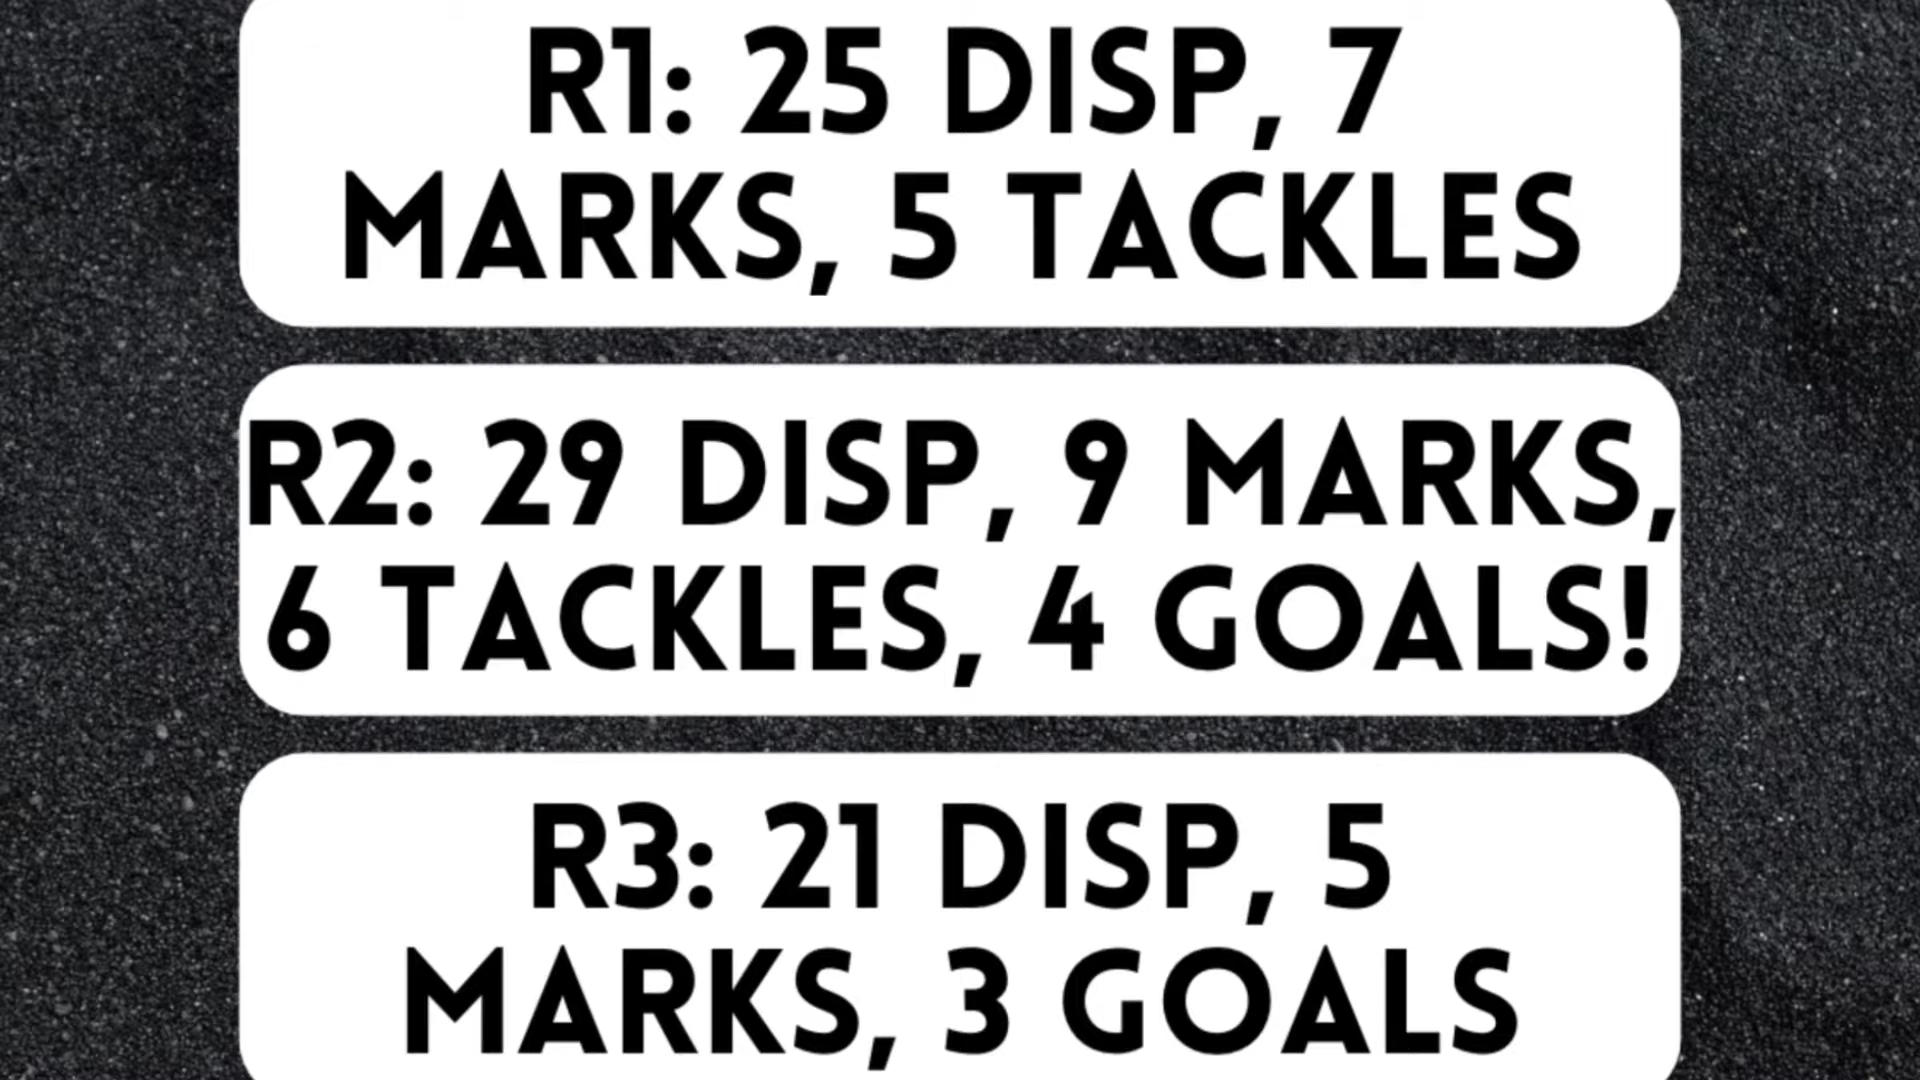 R1: 25 DISP, 7
MARKS, 5 TACKLES
R2: 29 DISP, 9 MARKS,
6 TACKLES, 4 GOALS!
R3: 21 DISP, 5
MARKS, 3 GOALS